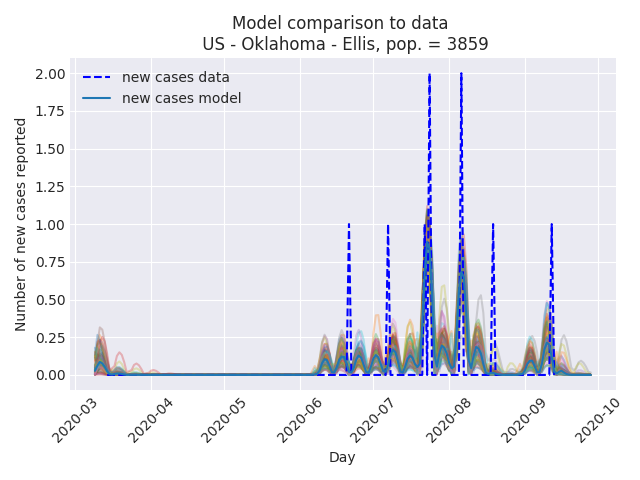 Model comparison to data
US - Oklahoma - Ellis, pop. = 3859
new cases data
new cases model
Number of new cases reported
2.00
1.75
1.50
1.25
1.00
0.75
0.50
0.25
0.00
2020-03
2020-04
2020-05
2020-06
2020-07
2020-08
2020-09
2020-10
Day